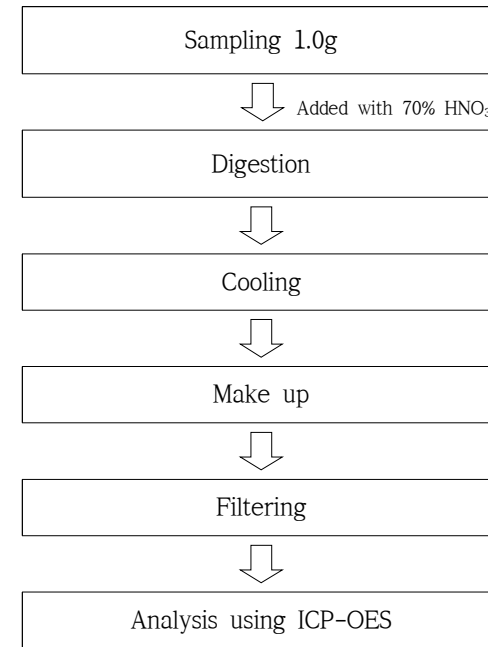 Sampling 1.0g
Added with 70% HNO₃
Digestion
Cooling
Make up
Filtering
Analysis using ICP-OES